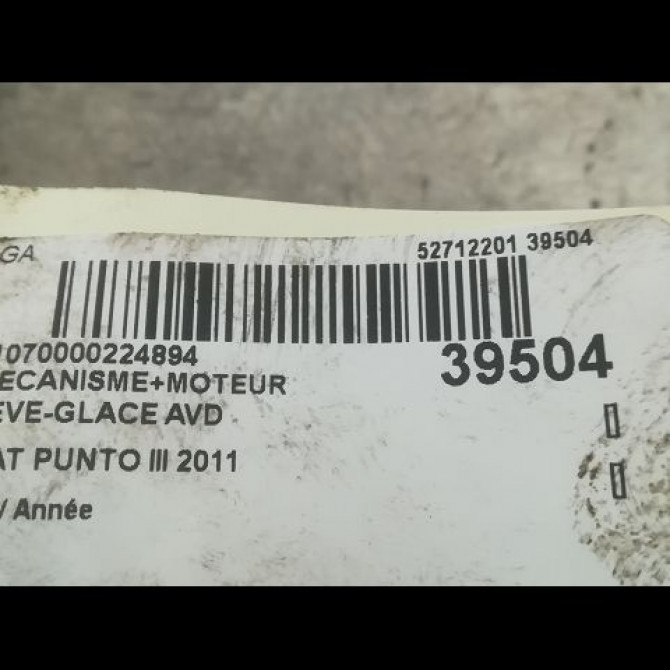 GA 52712201 39504
1070000224894 39504
ECANISME+MOTEUR
EVE-GLACE AVD
AT PUNTO III 2011
/ Année